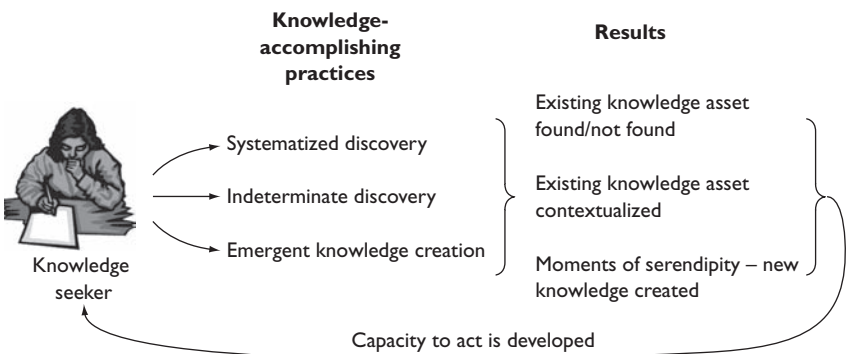 Knowledge-
accomplishing
practices
Results
Systematized discovery
Indeterminate discovery
Emergent knowledge creation
Existing knowledge asset
found/not found
Existing knowledge asset
contextualized
Moments of serendipity – new
knowledge created
Knowledge
seeker
Capacity to act is developed